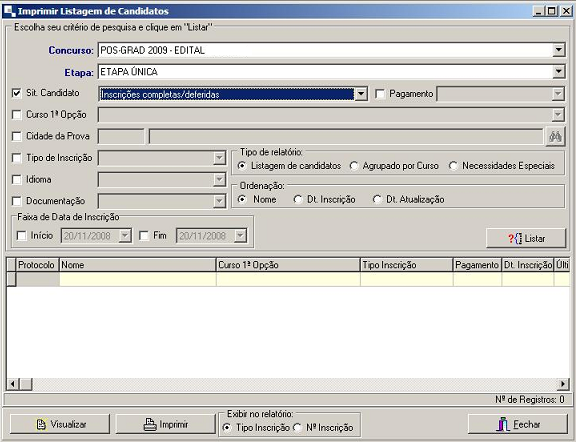 Imprimir Listagem de Candidatos
Escolha seu critério de pesquisa e clique em "Listar"
Concurso: POS-GRAD 2009 - EDITAL
Etapa: ETAPA ÚNICA
Sit. Candidato Inscrições completas/deferidas Pagamento
Curso 1ª Opção
Cidade da Prova
Tipo de Inscrição
Tipo de relatório:
Listagem de candidatos Agrupado por Curso Necessidades Especiais
Idioma
Ordenação:
Documentação
Nome Dt. Inscrição Dt. Atualização
Faixa de Data de Inscrição
Início 20/11/2008 Fim 20/11/2008
?{} Listar
Protocolo Nome Curso 1ª Opção Tipo Inscrição Pagamento Dt. Inscrição Últi
Nº de Registros: 0
Visualizar Imprimir
Exibir no relatório:
Tipo Inscrição Nº Inscrição
Fechar